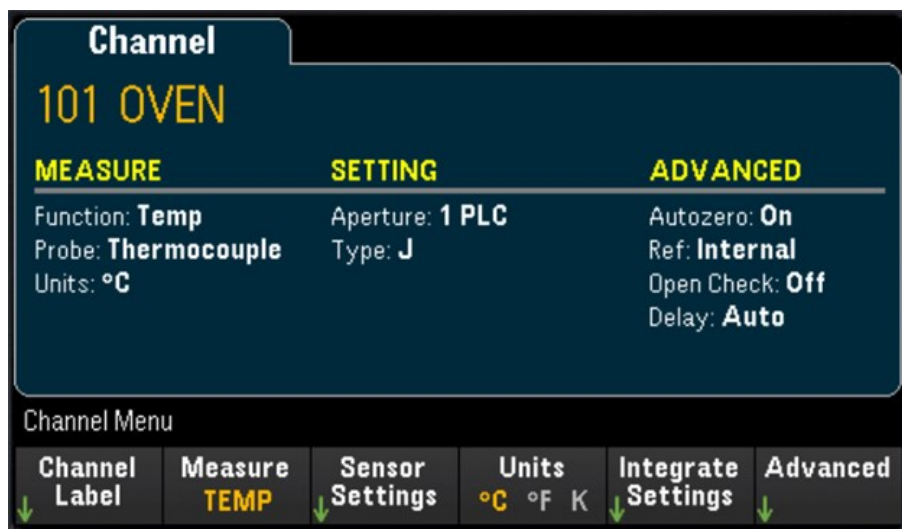 Channel
101 OVEN
MEASURE
Function: Temp
Probe: Thermocouple
Units: °C
SETTING
Aperture: 1 PLC
Type: J
ADVANCED
Autozero: On
Ref: Internal
Open Check: Off
Delay: Auto
Channel Menu
Channel
Label
Measure
TEMP
Sensor
Settings
Units
°C °F K
Integrate
Settings
Advanced